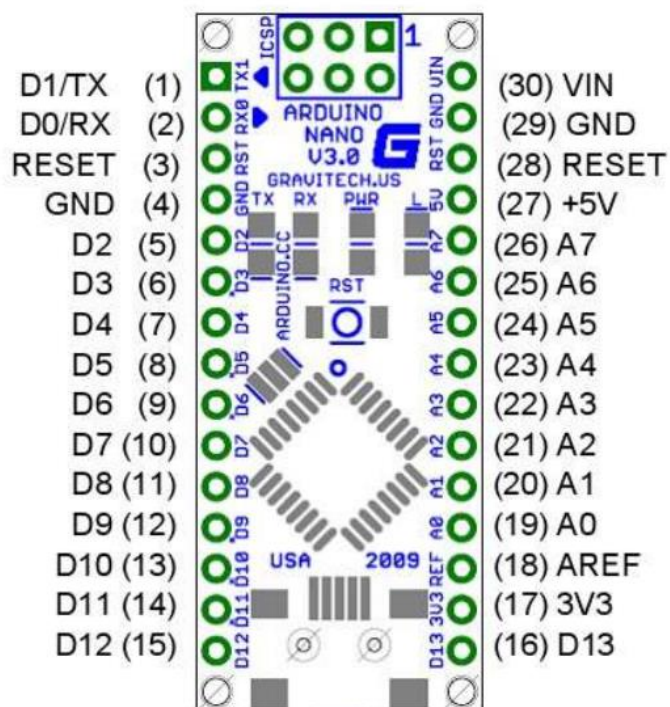 ICSP
1
D1/TX (1) TX1 VIN (30) VIN
D0/RX (2) RX0 ARDUINO GND (29) GND
NANO
RESET (3) RST V3.0 G RST (28) RESET
GRAVITECH.US
GND (4) GND TX RX PWR L 5V (27) +5V
D2 (5) D2 A7 (26) A7
ARDUINO.CC
D3 (6) D3 RST A6 (25) A6
D4 (7) D4 A5 (24) A5
D5 (8) D5 A4 (23) A4
D6 (9) D6 A3 (22) A3
D7 (10) D7 A2 (21) A2
D8 (11) D8 A1 (20) A1
D9 (12) D9 A0 (19) A0
D10 (13) D10 USA 2009 REF (18) AREF
D11 (14) D11 3V3 (17) 3V3
D12 (15) D12 D13 (16) D13